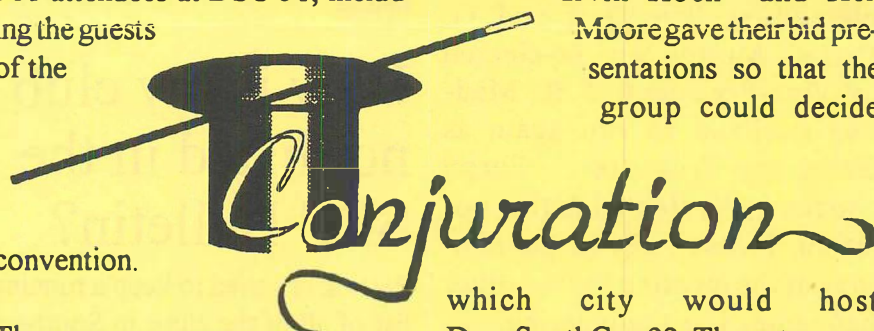 ing the guests
of the
convention.
Moore gave their bid pre-
sentations so that the
group could decide
Conjuration
which city would host